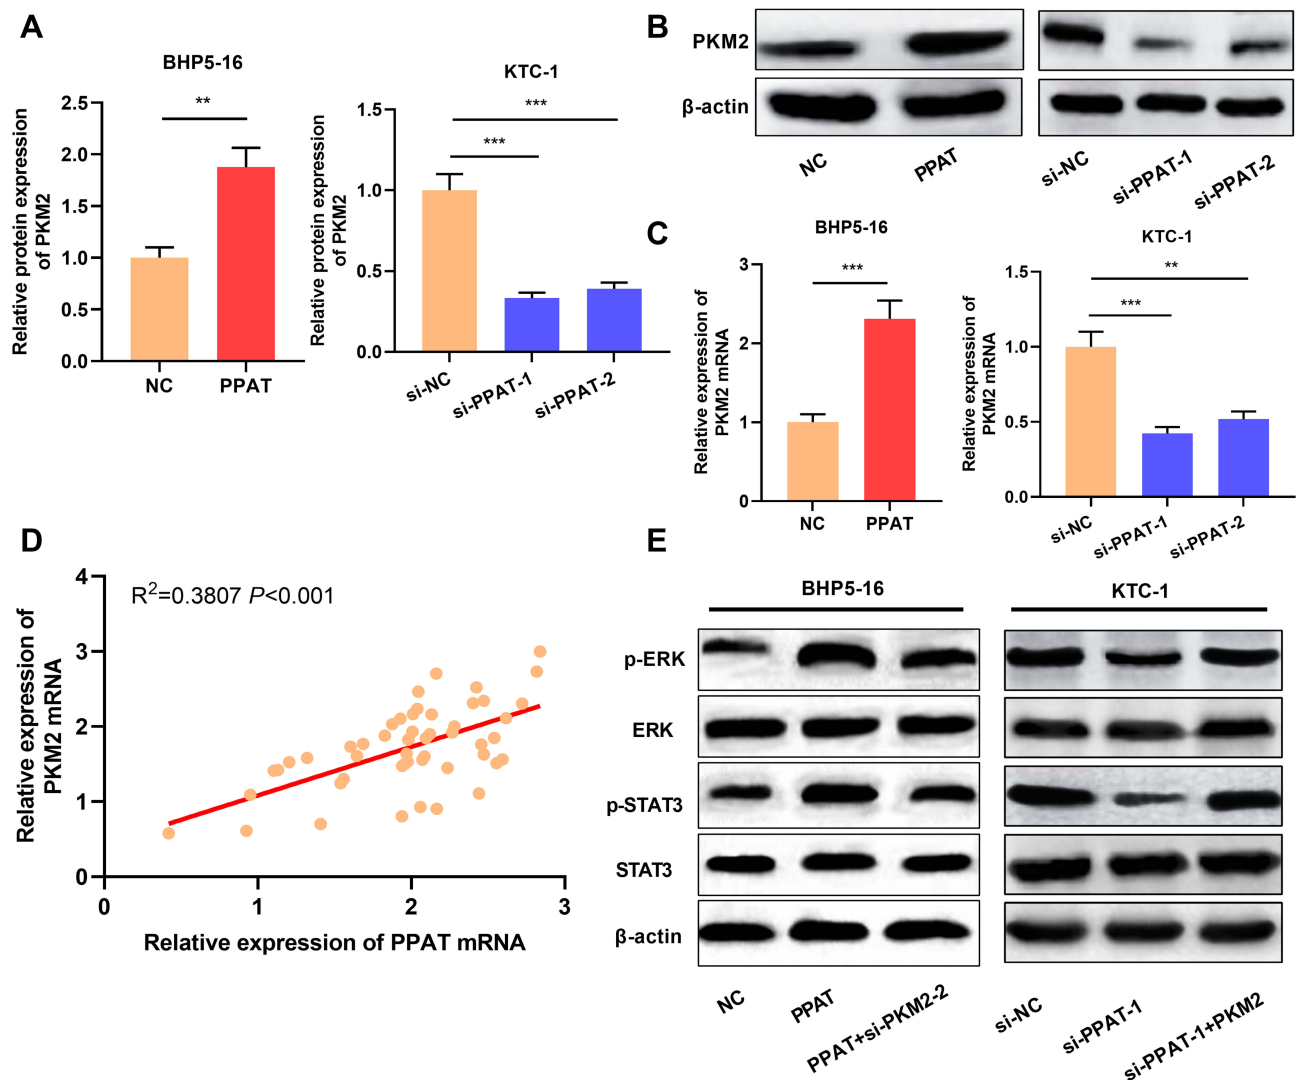 A
BHP5-16
Relative protein expression
of PKM2
2.5
2.0
1.5
1.0
0.5
0.0
**
NC
PPAT
KTC-1
Relative protein expression
of PKM2
1.5
1.0
0.5
0.0
***
***
si-NC
si-PPAT-1
si-PPAT-2
B
PKM2
β-actin
NC
PPAT
si-NC
si-PPAT-1
si-PPAT-2
C
BHP5-16
Relative expression of
PKM2 mRNA
3
2
1
0
***
NC
PPAT
KTC-1
Relative expression of
PKM2 mRNA
1.5
1.0
0.5
0.0
**
***
si-NC
si-PPAT-1
si-PPAT-2
D
R²=0.3807 P<0.001
Relative expression of
PKM2 mRNA
4
3
2
1
0
0
1
2
3
Relative expression of PPAT mRNA
E
BHP5-16
KTC-1
p-ERK
ERK
p-STAT3
STAT3
β-actin
NC
PPAT
PPAT+si-PKM2-2
si-NC
si-PPAT-1
si-PPAT-1+PKM2